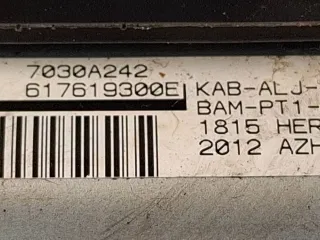 7030A242
617619300E
KAB-ALJ-
BAM-PT1-
1815 HER
2012 AZH